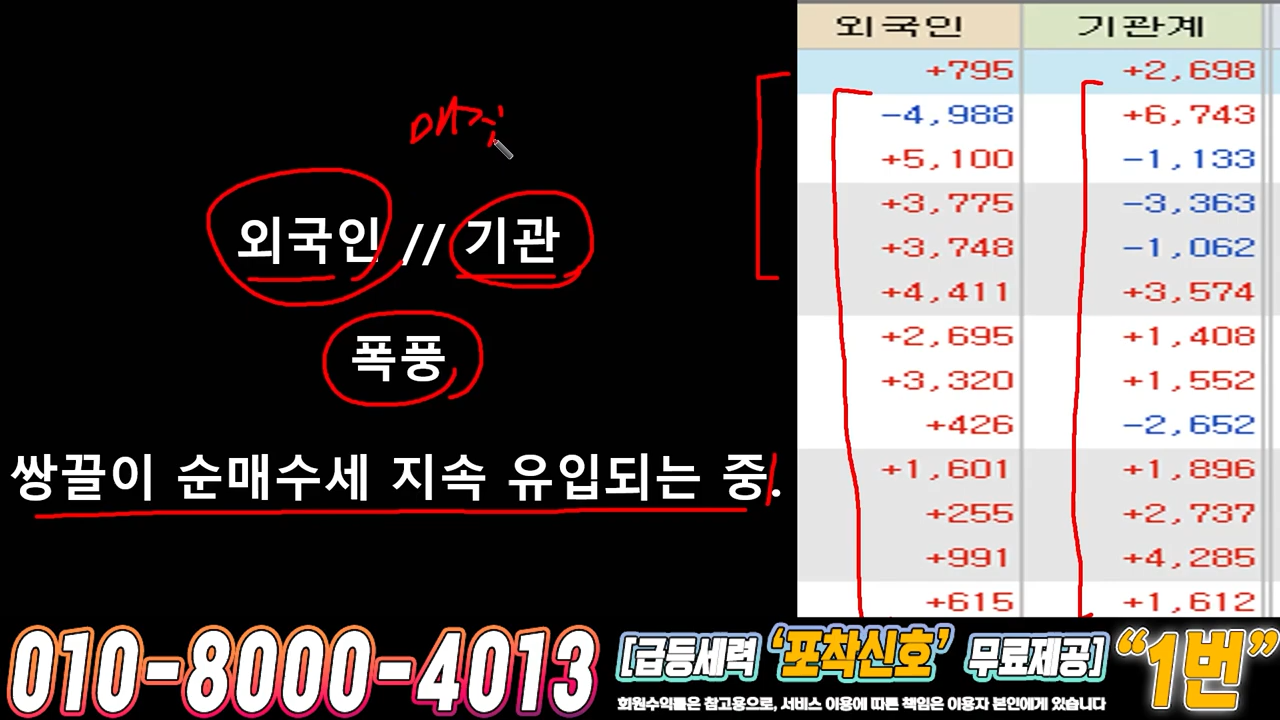 외국인 // 기관
폭풍
쌍끌이 순매수세 지속 유입되는 중.
외국인 기관계
+795 +2,698
-4,988 +6,743
+5,100 -1,133
+3,775 -3,363
+3,748 -1,062
+4,411 +3,574
+2,695 +1,408
+3,320 +1,552
+426 -2,652
+1,601 +1,896
+255 +2,737
+991 +4,285
+615 +1,612
010-8000-4013
[급등세력 '포착신호' 무료제공] "1번"
회원수익률은 참고용으로, 서비스 이용에 따른 책임은 이용자 본인에게 있습니다